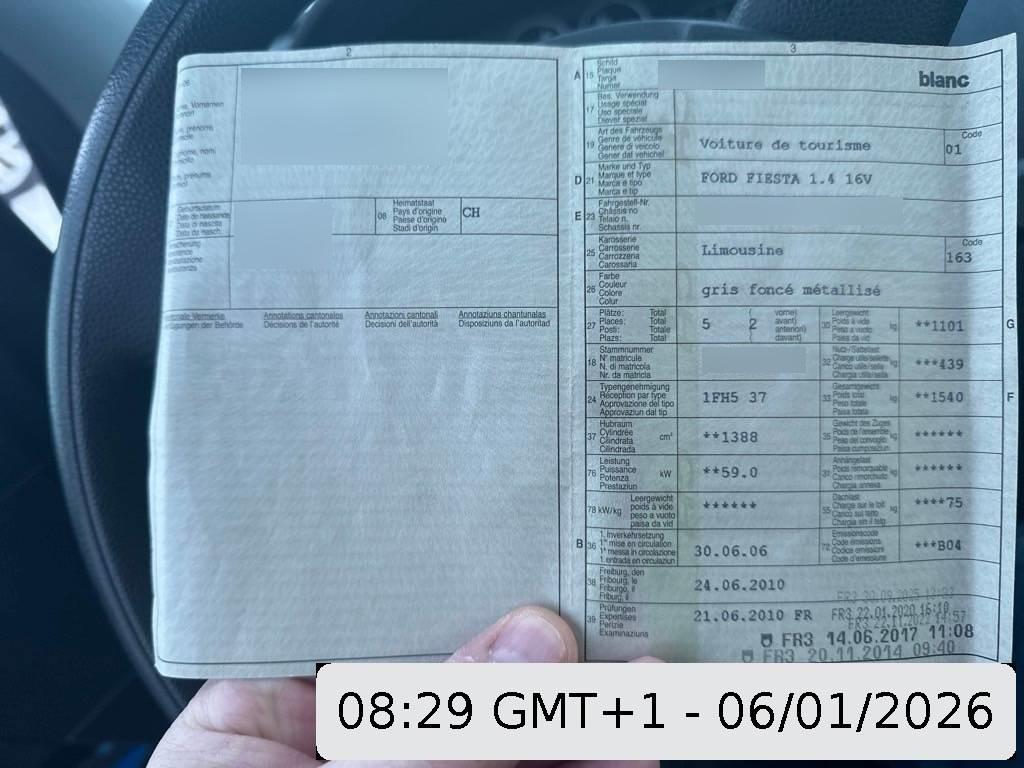 2
3
06
Heimatstaat
08 Pays d'origine
Paese d'origine
Stadi d'origin
CH
Annotations cantonales
Décisions de l'autorité
Annotazioni cantonali
Decisioni dell'autorità
Annotaziuns chantunalas
Disposiziuns da l'autoritad
A 15 Schild
Plaque
Targa
Numer
blanc
17 Bes. Verwendung
Usage spécial
Uso speciale
Diever spezial
19 Art des Fahrzeugs
Genre de véhicule
Genere di veicolo
Gener dal vehichel
Voiture de tourisme
Code
01
D 21 Marke und Typ
Marque et type
Marca e tipo
Marca e tip
FORD FIESTA 1.4 16V
E 23 Fahrgestell-Nr.
Châssis no
Telaio n.
Schassis nr.
25 Karosserie
Carrosserie
Carrozzeria
Carossaria
Limousine
Code
163
26 Farbe
Couleur
Colore
Colur
gris foncé métallisé
27 Plätze: Total
Places: Total
Posti: Totale
Plazs: Total
5 2
vorne)
avant)
anteriori)
davant)
30 Leergewicht
Poids à vide
Peso a vuoto
Paisa da vid
kg
**1101
G
18 Stammnummer
N° matricule
N. di matricola
Nr. da matricla
32 Nutz-/Sattellast
Charge utile/sellette
Carico utile/sella
Chargia utile/sella
kg
***439
24 Typengenehmigung
Réception par type
Approvazione del tipo
Approvaziun dal tip
1FH5 37
33 Gesamtgewicht
Poids total
Peso totale
Paisa totala
kg
**1540
F
37 Hubraum
Cylindrée
Cilindrata
Cilindrada
cm³
**1388
35 Gewicht des Zuges
Poids de l'ensemble
Peso del convoglio
Paisa cumposiziun
kg
******
76 Leistung
Puissance
Potenza
Prestaziun
kW
**59.0
31 Anhängelast
Poids remorquable
Carico rimorchiato
Chargia annexa
kg
******
78 kW/kg Leergewicht
poids à vide
peso a vuoto
paisa da vid
******
55 Dachlast
Charge sur le toit
Carico sul tetto
Chargia sin il tetg
kg
****75
B 36 1. Inverkehrsetzung
1re mise en circulation
1a messa in circolazione
1. entrada en circulaziun
30.06.06
72 Emissionscode
Code émissions
Codice emissioni
Code d'emissiuns
***B04
38 Freiburg, den
Fribourg, le
Friburgo, il
Friburg, il
24.06.2010
39 Prüfungen
Expertises
Perizie
Examinaziuns
21.06.2010 FR
FR3 22.01.2020 16:10
FR3 14.06.2017 11:08
FR3 20.11.2014 09:40
08:29 GMT+1 - 06/01/2026